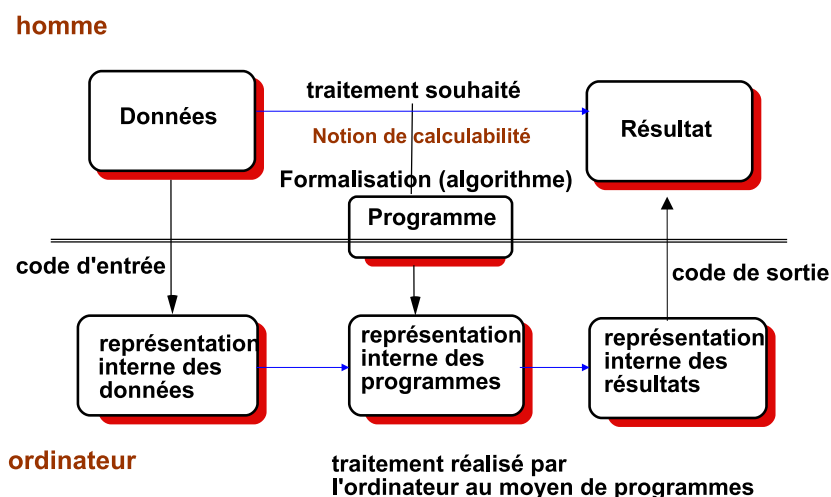 homme
Données
traitement souhaité
Résultat
Notion de calculabilité
Formalisation (algorithme)
Programme
code d'entrée
code de sortie
représentation
interne des
données
représentation
interne des
programmes
représentation
interne des
résultats
ordinateur
traitement réalisé par
l'ordinateur au moyen de programmes